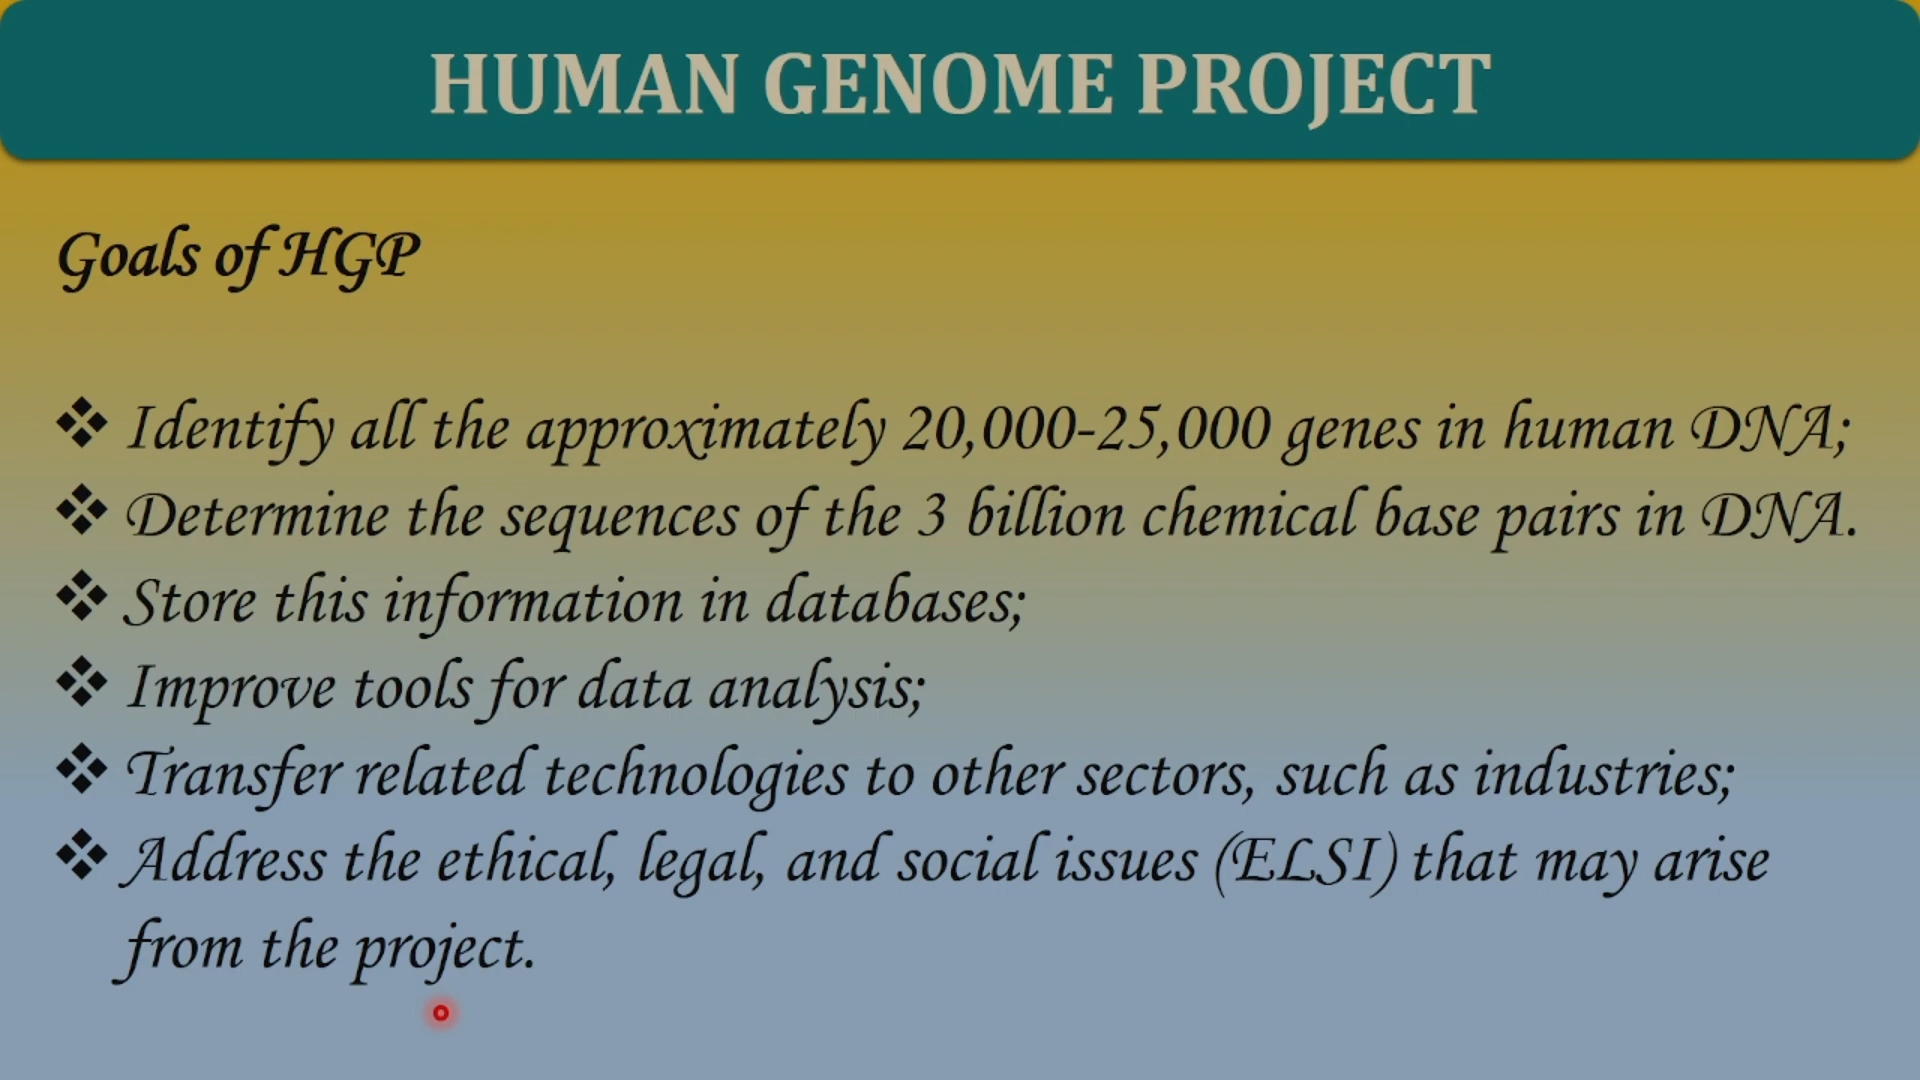 HUMAN GENOME PROJECT
Goals of HGP
❖ Identify all the approximately 20,000-25,000 genes in human DNA;
❖ Determine the sequences of the 3 billion chemical base pairs in DNA.
❖ Store this information in databases;
❖ Improve tools for data analysis;
❖ Transfer related technologies to other sectors, such as industries;
❖ Address the ethical, legal, and social issues (ELSI) that may arise
from the project.